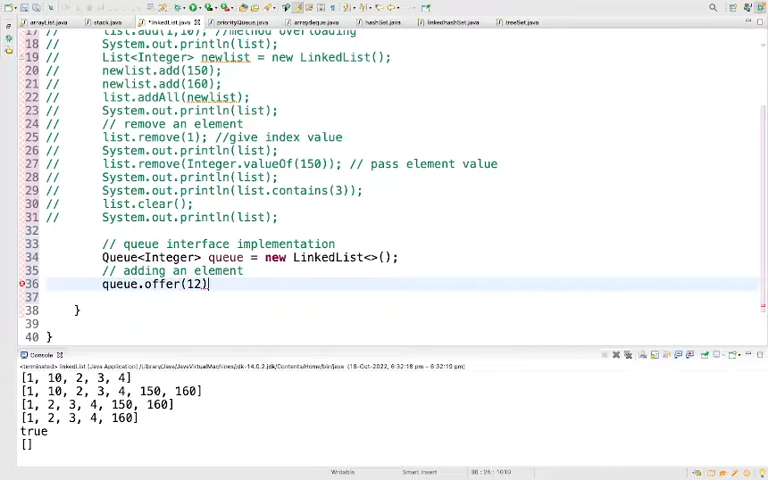 arrayList.java stack.java *linkedList.java priorityQueue.java arraydeque.java hashSet.java linkedhashSet.java treeSet.java
17 // list.add(1,10); //method overloading
18 // System.out.println(list);
19 // List<Integer> newlist = new LinkedList();
20 // newlist.add(150);
21 // newlist.add(160);
22 // list.addAll(newlist);
23 // System.out.println(list);
24 // // remove an element
25 // list.remove(1); //give index value
26 // System.out.println(list);
27 // list.remove(Integer.valueOf(150)); // pass element value
28 // System.out.println(list);
29 // System.out.println(list.contains(3));
30 // list.clear();
31 // System.out.println(list);
32
33 // queue interface implementation
34 Queue<Integer> queue = new LinkedList<>();
35 // adding an element
36 queue.offer(12)
37
38 }
39
40 }
Console
<terminated> linkedList [Java Application] /Library/Java/JavaVirtualMachines/jdk-14.0.2.jdk/Contents/Home/bin/java (18-Oct-2022, 6:32:18 pm – 6:32:19 pm)
[1, 10, 2, 3, 4]
[1, 10, 2, 3, 4, 150, 160]
[1, 2, 3, 4, 150, 160]
[1, 2, 3, 4, 160]
true
[]
Writable Smart Insert 36 : 26 : 1019